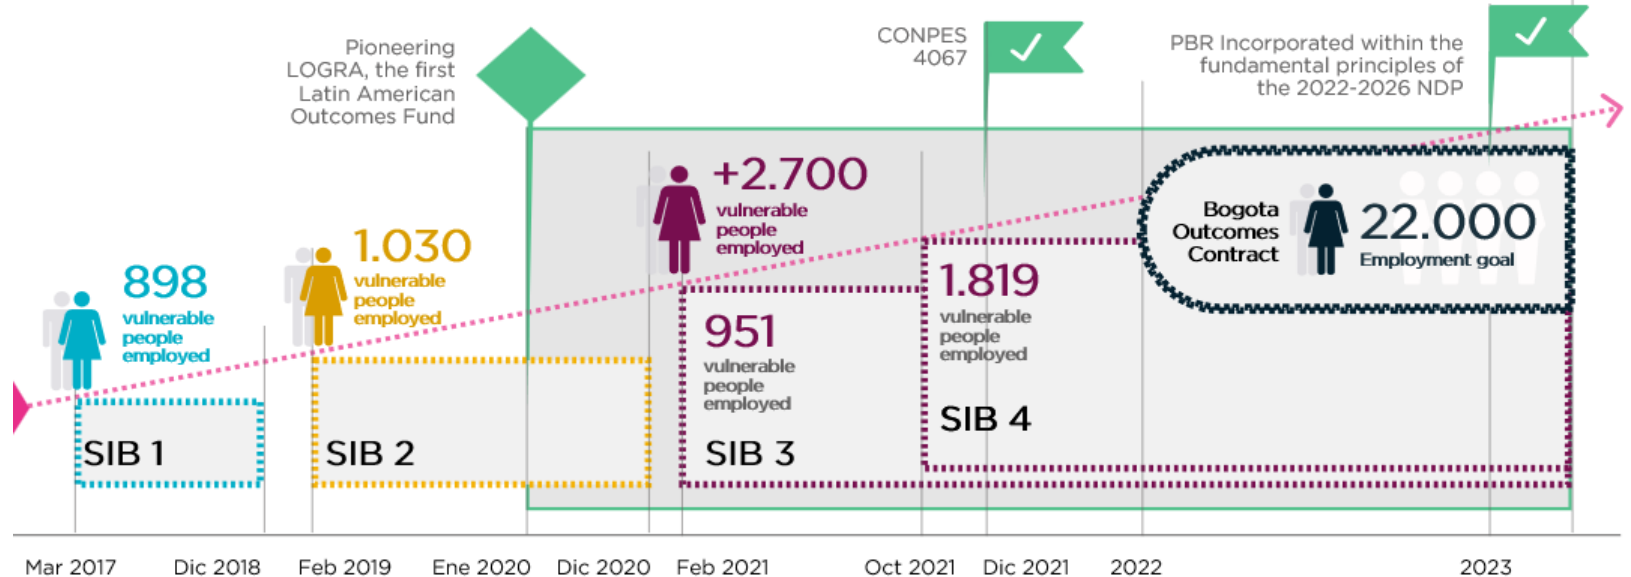 Pioneering
LOGRA, the first
Latin American
Outcomes Fund
CONPES
4067
PBR Incorporated within the
fundamental principles of
the 2022-2026 NDP
898
vulnerable
people
employed
1.030
vulnerable
people
employed
+2.700
vulnerable
people
employed
951
vulnerable
people
employed
1.819
vulnerable
people
employed
Bogota
Outcomes
Contract
22.000
Employment goal
SIB 1
SIB 2
SIB 3
SIB 4
Mar 2017
Dic 2018
Feb 2019
Ene 2020
Dic 2020
Feb 2021
Oct 2021
Dic 2021
2022
2023